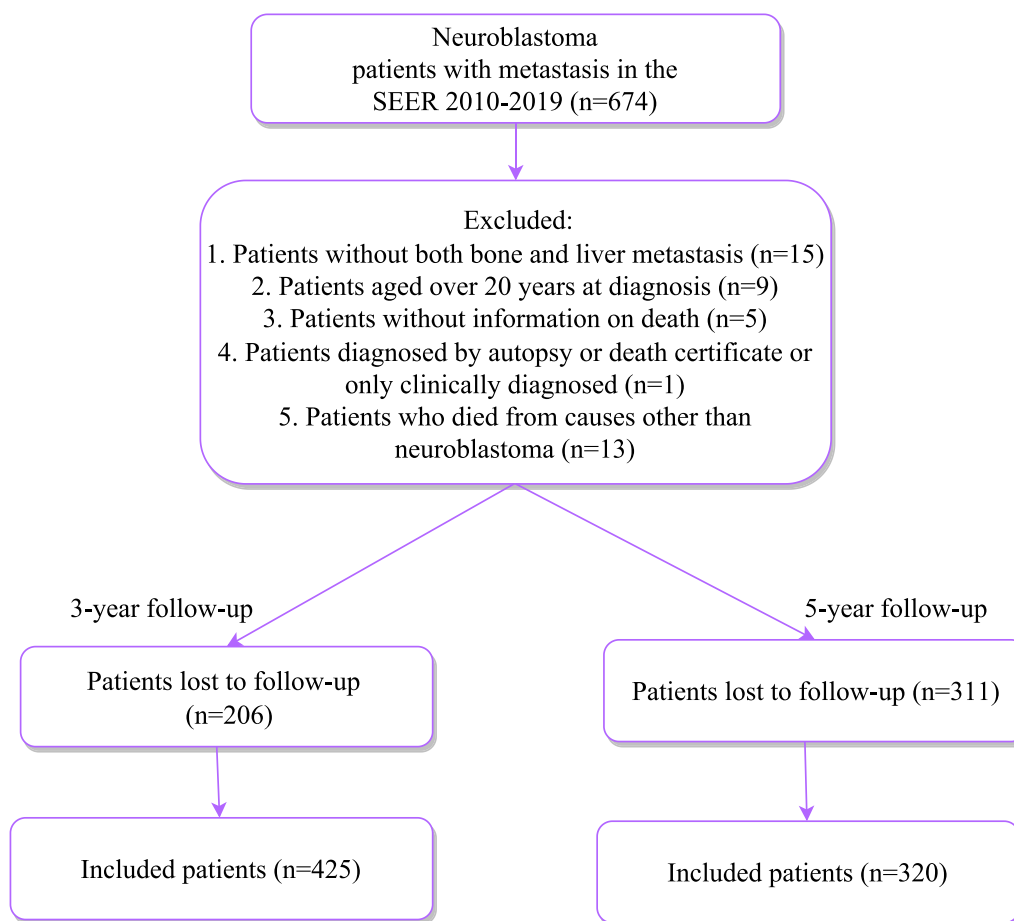 Neuroblastoma
patients with metastasis in the
SEER 2010-2019 (n=674)
Excluded:
1. Patients without both bone and liver metastasis (n=15)
2. Patients aged over 20 years at diagnosis (n=9)
3. Patients without information on death (n=5)
4. Patients diagnosed by autopsy or death certificate or
only clinically diagnosed (n=1)
5. Patients who died from causes other than
neuroblastoma (n=13)
3-year follow-up
5-year follow-up
Patients lost to follow-up
(n=206)
Patients lost to follow-up (n=311)
Included patients (n=425)
Included patients (n=320)